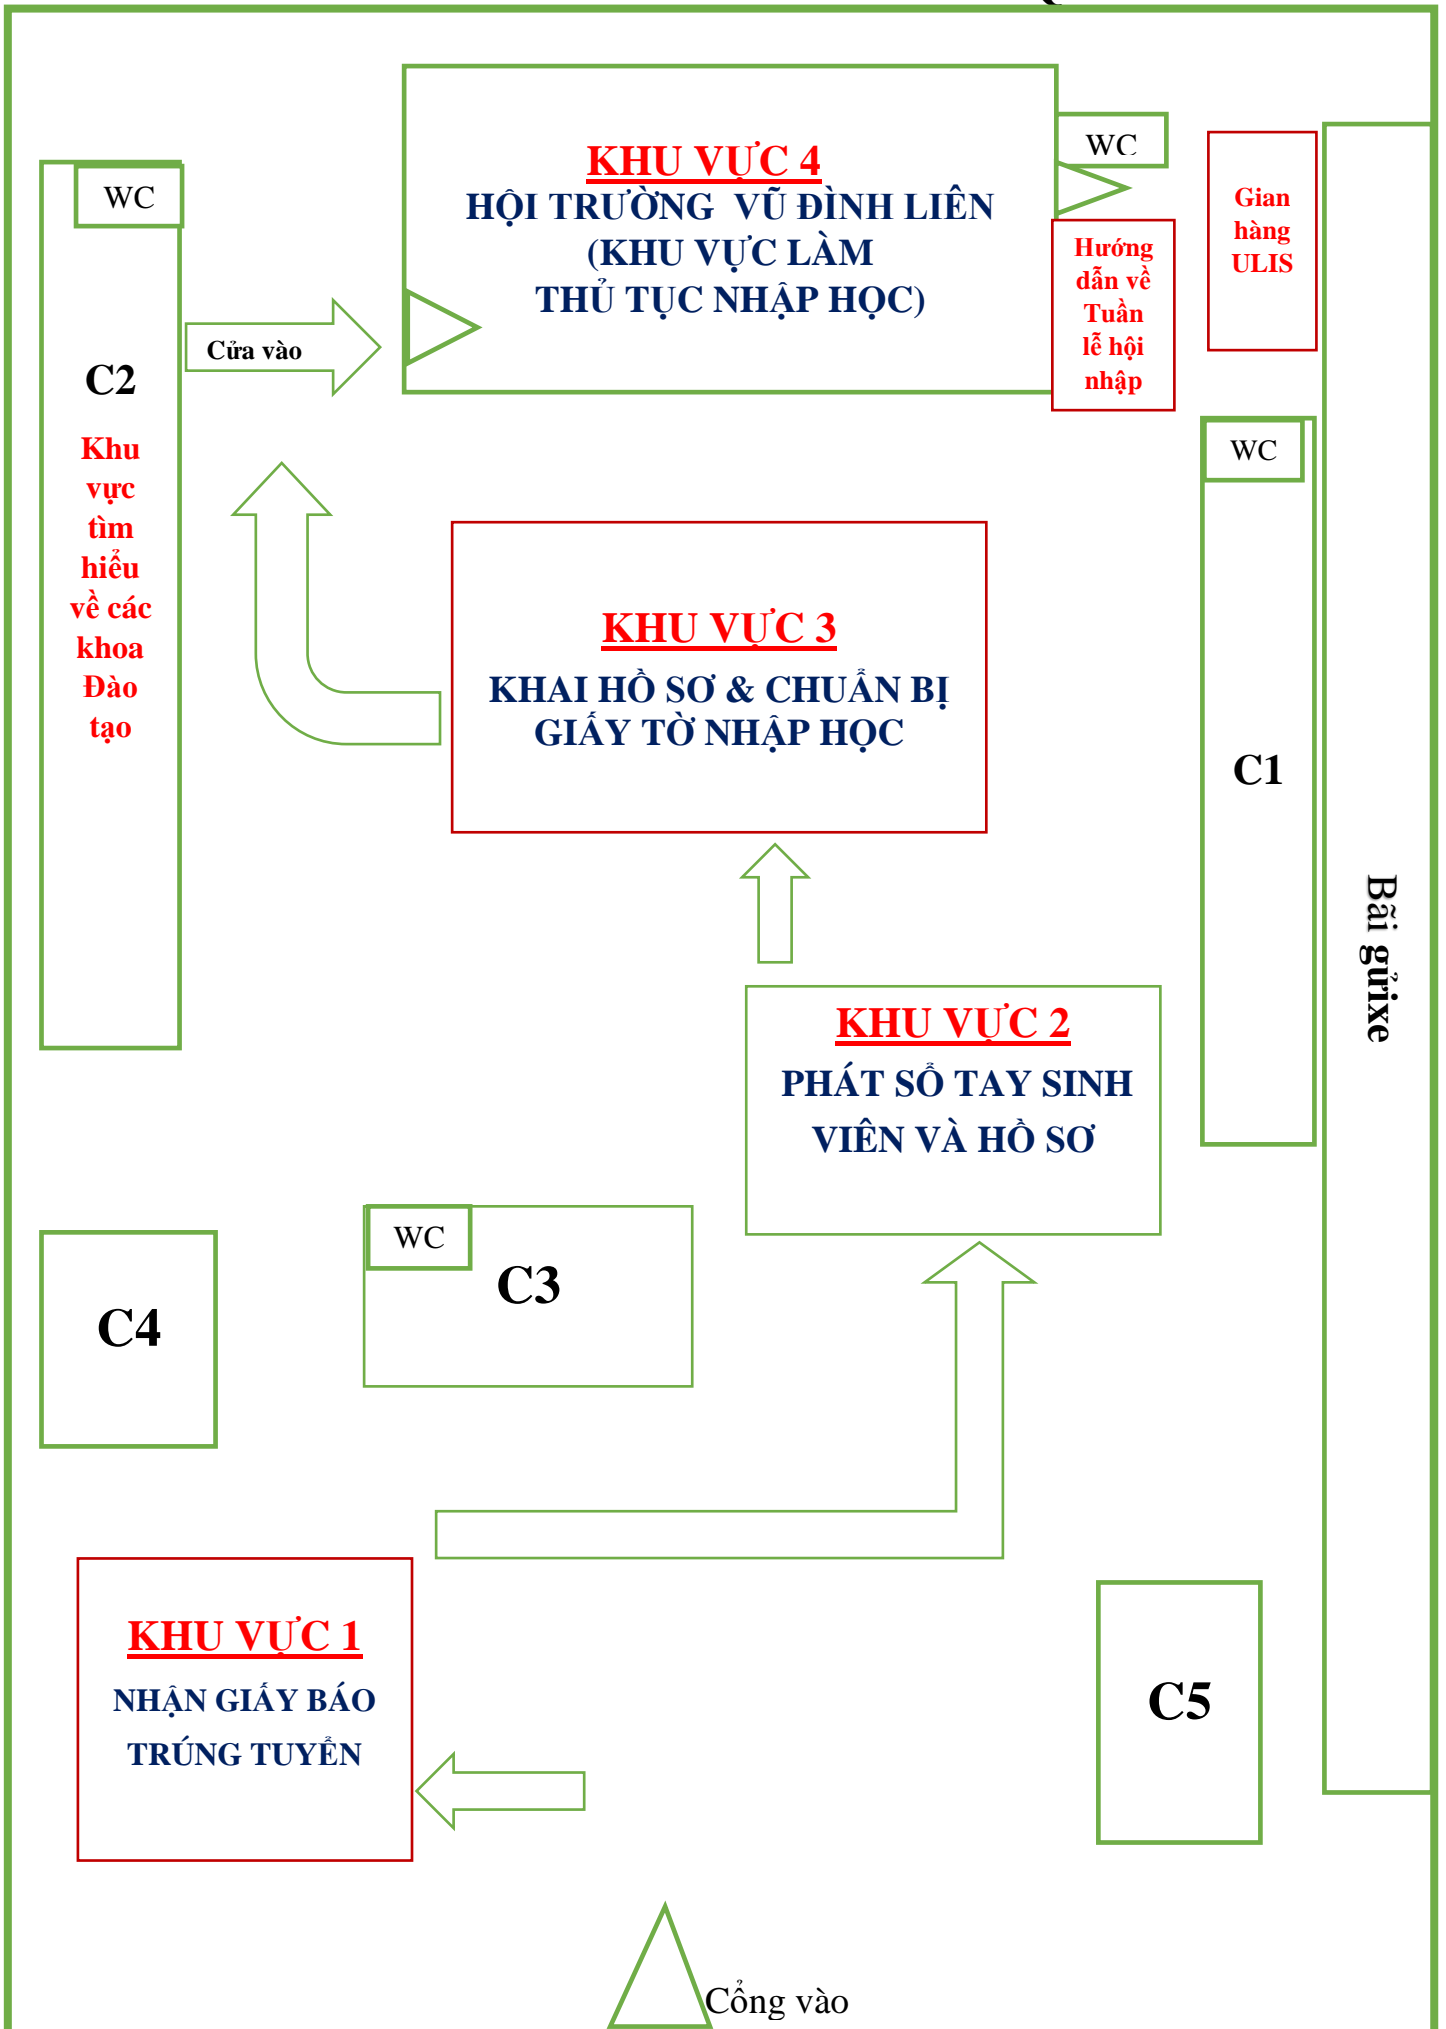 KHU VỰC 4
HỘI TRƯỜNG VŨ ĐÌNH LIÊN
(KHU VỰC LÀM
THỦ TỤC NHẬP HỌC)
WC
WC
Gian
hàng
ULIS
Hướng
dẫn về
Tuần
lễ hội
nhập
Cửa vào
C2
Khu
vực
tìm
hiểu
về các
khoa
Đào
tạo
WC
C1
KHU VỰC 3
KHAI HỒ SƠ & CHUẨN BỊ
GIẤY TỜ NHẬP HỌC
Bãi gửixe
KHU VỰC 2
PHÁT SỔ TAY SINH
VIÊN VÀ HỒ SƠ
WC
C3
C4
KHU VỰC 1
NHẬN GIẤY BÁO
TRÚNG TUYỂN
C5
Cổng vào